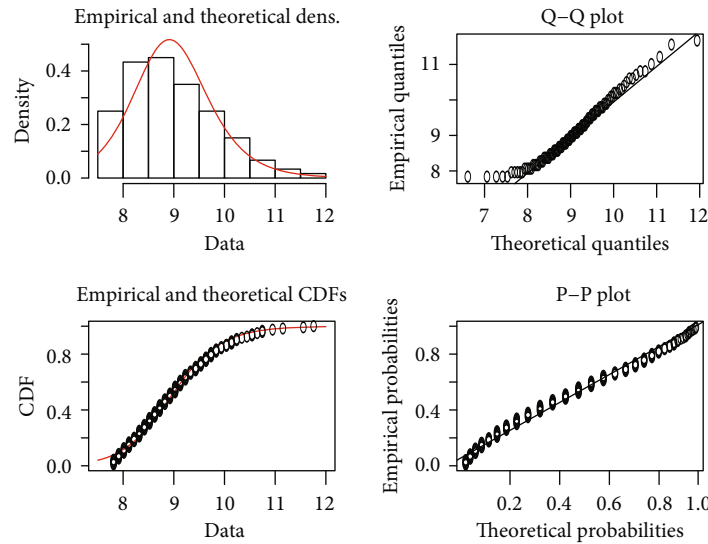 Empirical and theoretical dens.
Density
0.4
0.2
0.0
8 9 10 11 12
Data
Q–Q plot
Empirical quantiles
11
9
8
7 8 9 10 11 12
Theoretical quantiles
Empirical and theoretical CDFs
CDF
0.8
0.4
0.0
8 9 10 11 12
Data
P–P plot
Empirical probabilities
0.8
0.4
0.0
0.2 0.4 0.6 0.8 1.0
Theoretical probabilities